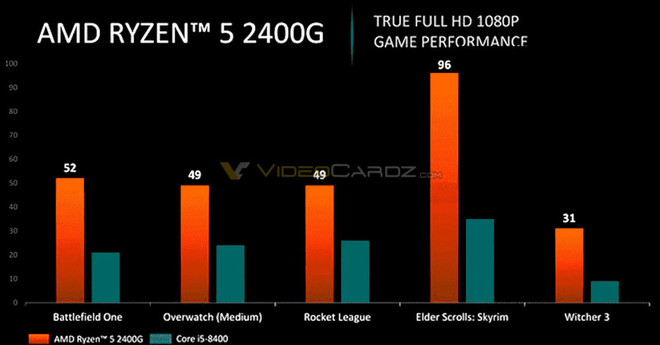 AMD RYZEN™ 5 2400G
TRUE FULL HD 1080P
GAME PERFORMANCE
100
90
80
70
60
50
40
30
20
10
0
52
49
49
96
31
VIDEOCARDZ.COM
Battlefield One
Overwatch (Medium)
Rocket League
Elder Scrolls: Skyrim
Witcher 3
AMD Ryzen™ 5 2400G
Core i5-8400